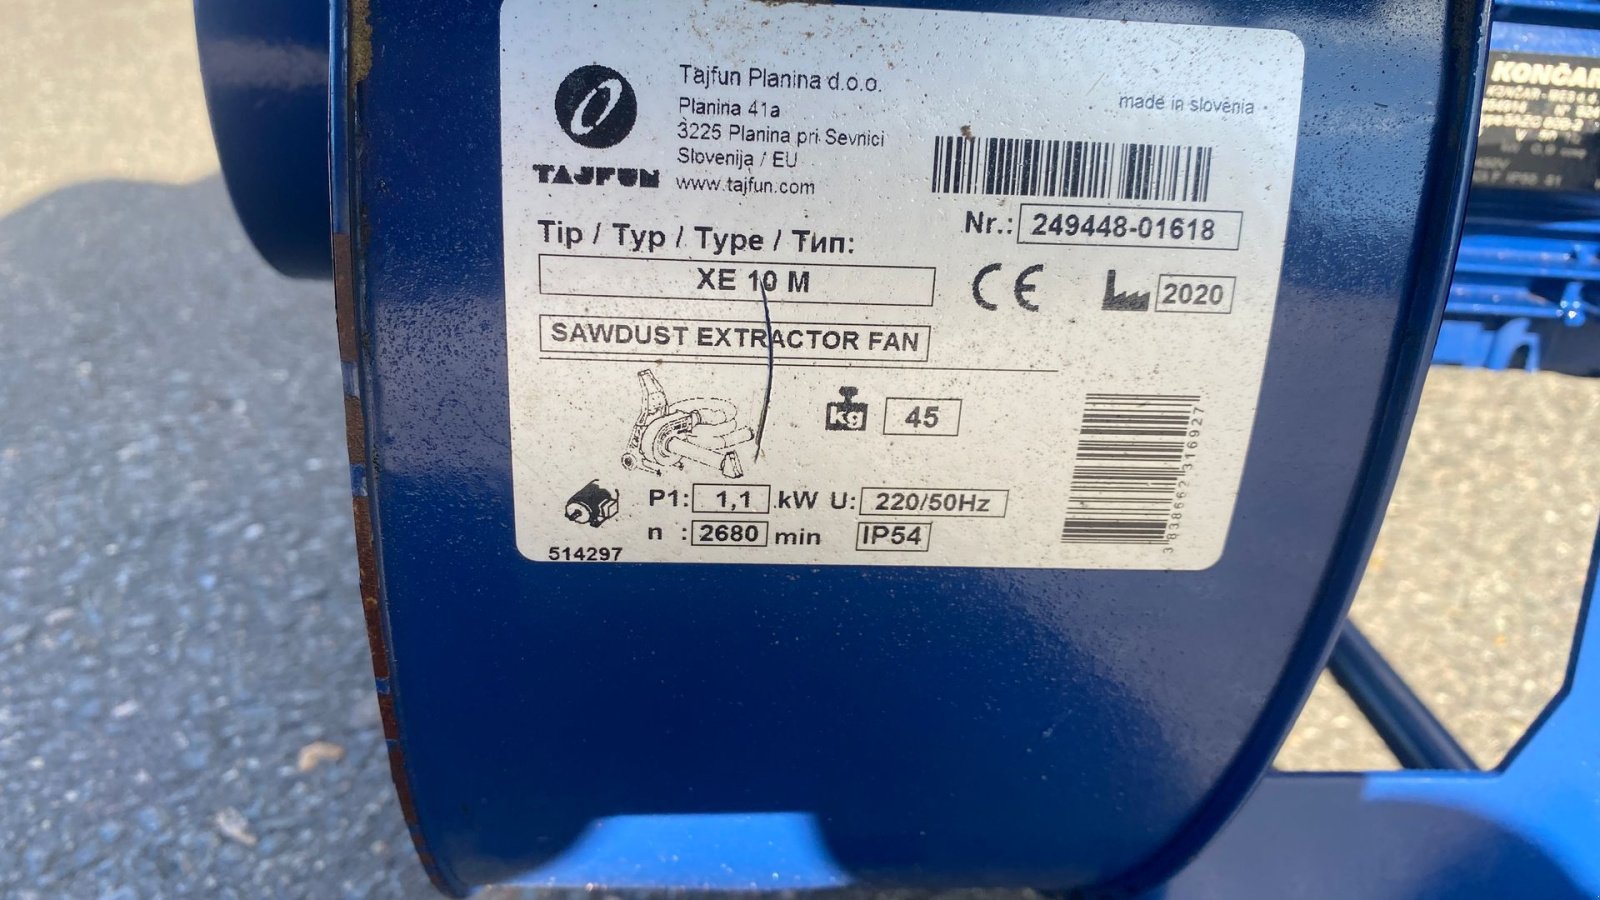 Tajfun Planina d.o.o.
Planina 41a
3225 Planina pri Sevnici
Slovenija / EU
www.tajfun.com
TAJFUN
made in slovenia
Nr.: 249448-01618
Tip / Typ / Type / Тип:
XE 10 M
CE
2020
SAWDUST EXTRACTOR FAN
kg 45
P1: 1,1 kW U: 220/50Hz
n : 2680 min IP54
514297
3838662316927
KONČAR